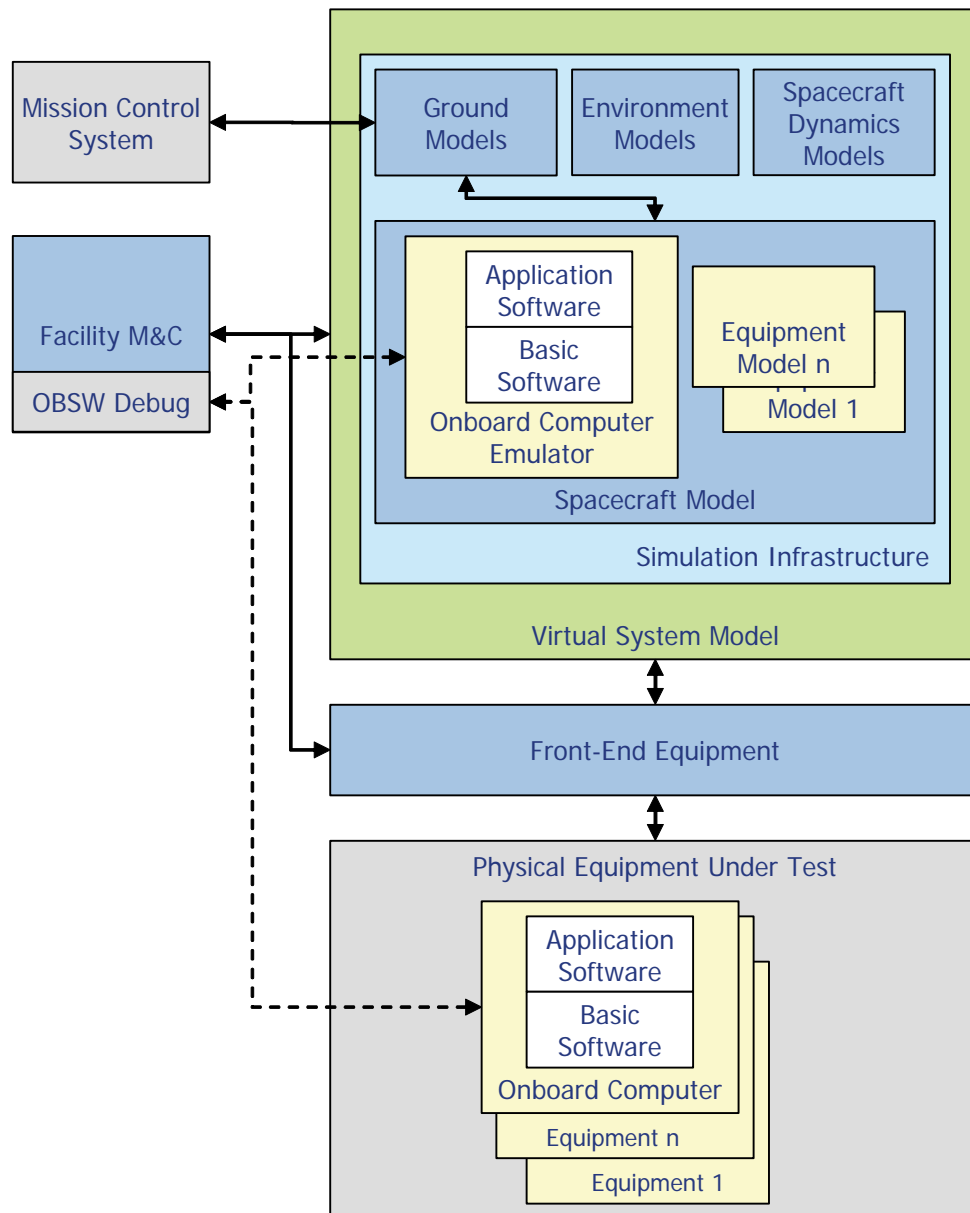 Mission Control
System
Ground
Models
Environment
Models
Spacecraft
Dynamics
Models
Facility M&C
OBSW Debug
Application
Software
Basic
Software
Onboard Computer
Emulator
Equipment
Model n
Model 1
Spacecraft Model
Simulation Infrastructure
Virtual System Model
Front-End Equipment
Physical Equipment Under Test
Application
Software
Basic
Software
Onboard Computer
Equipment n
Equipment 1